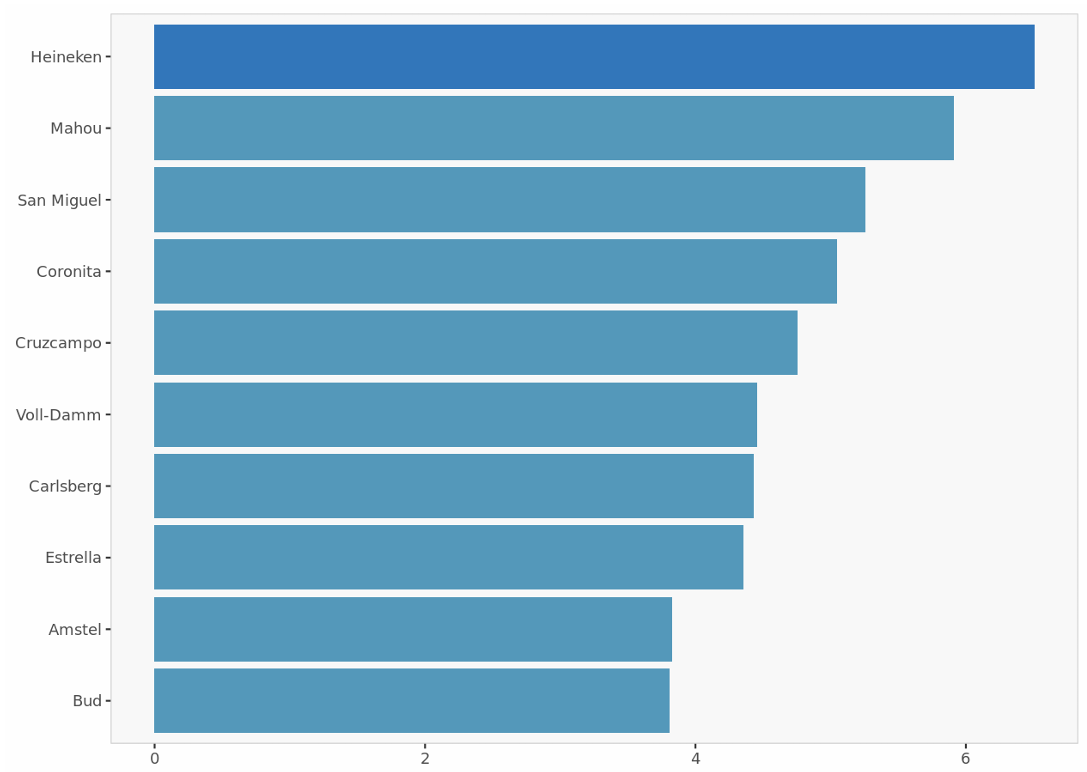 Heineken
Mahou
San Miguel
Coronita
Cruzcampo
Voll-Damm
Carlsberg
Estrella
Amstel
Bud
0 2 4 6